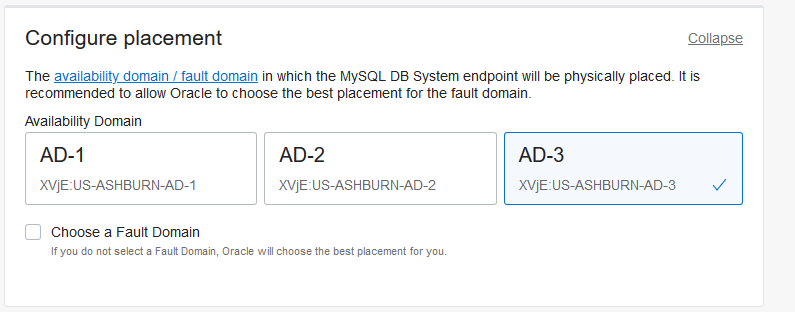 Configure placement
Collapse
The availability domain / fault domain in which the MySQL DB System endpoint will be physically placed. It is
recommended to allow Oracle to choose the best placement for the fault domain.
Availability Domain
AD-1
XVjE:US-ASHBURN-AD-1
AD-2
XVjE:US-ASHBURN-AD-2
AD-3
XVjE:US-ASHBURN-AD-3
Choose a Fault Domain
If you do not select a Fault Domain, Oracle will choose the best placement for you.